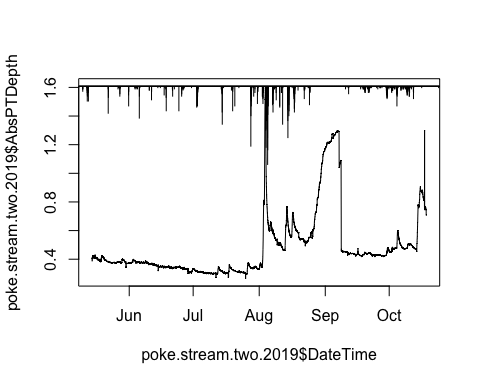 poke.stream.two.2019$AbsPTDepth
1.6
1.2
0.8
0.4
Jun Jul Aug Sep Oct
poke.stream.two.2019$DateTime